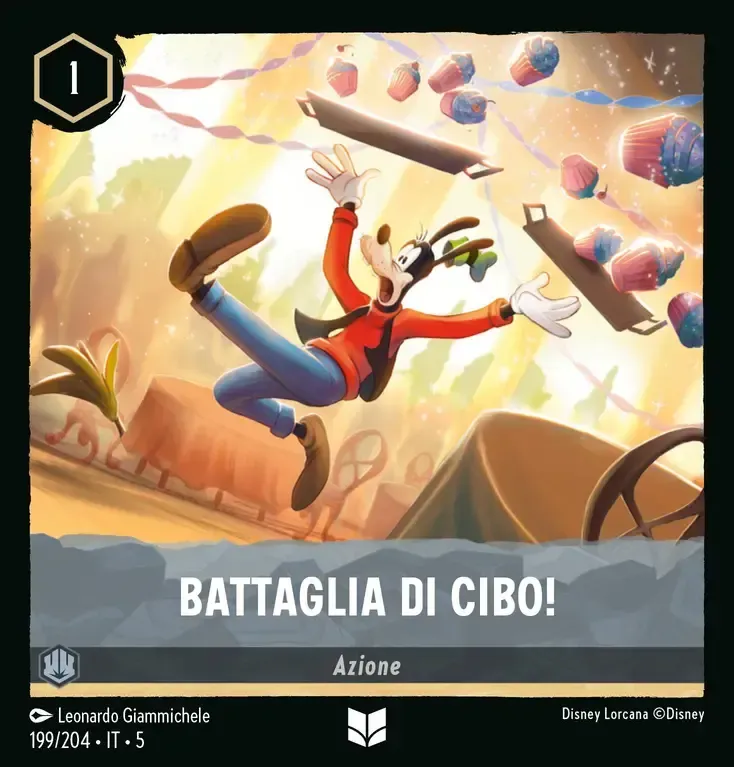 1
BATTAGLIA DI CIBO!
Azione
Leonardo Giammichele
Disney Lorcana ©Disney
199/204 • IT • 5